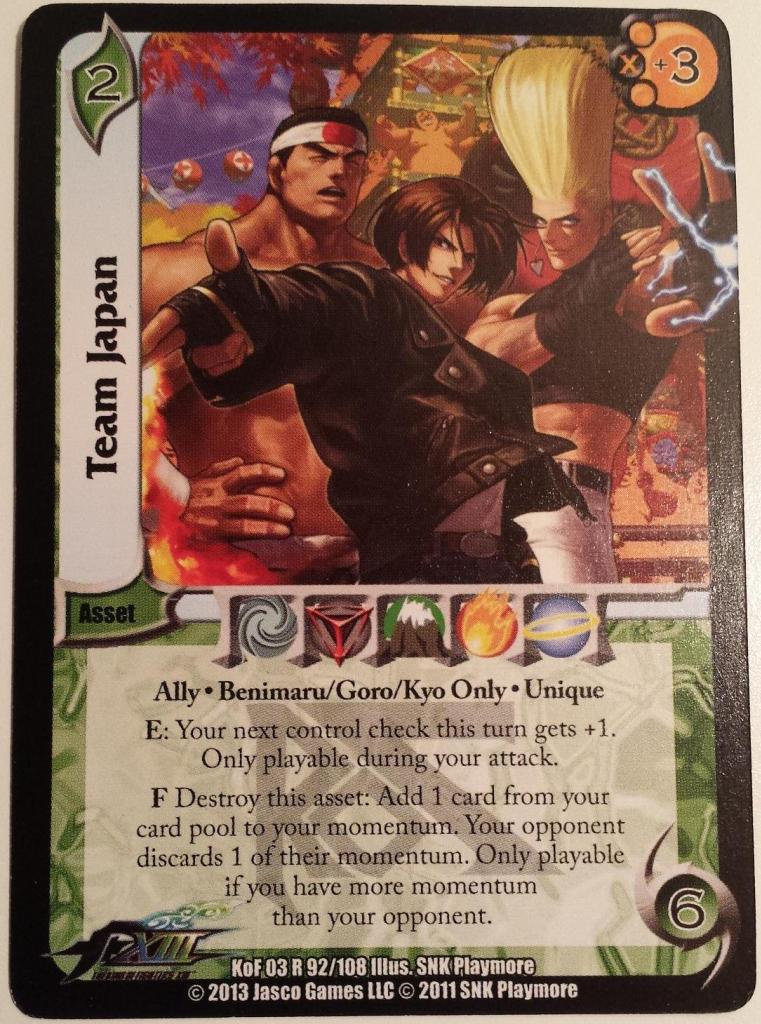 2
+3
Team Japan
Asset
Ally • Benimaru/Goro/Kyo Only • Unique
E: Your next control check this turn gets +1.
Only playable during your attack.
F Destroy this asset: Add 1 card from your
card pool to your momentum. Your opponent
discards 1 of their momentum. Only playable
if you have more momentum
than your opponent.
6
XIII
KoF 03 R 92/108 Illus. SNK Playmore
© 2013 Jasco Games LLC © 2011 SNK Playmore